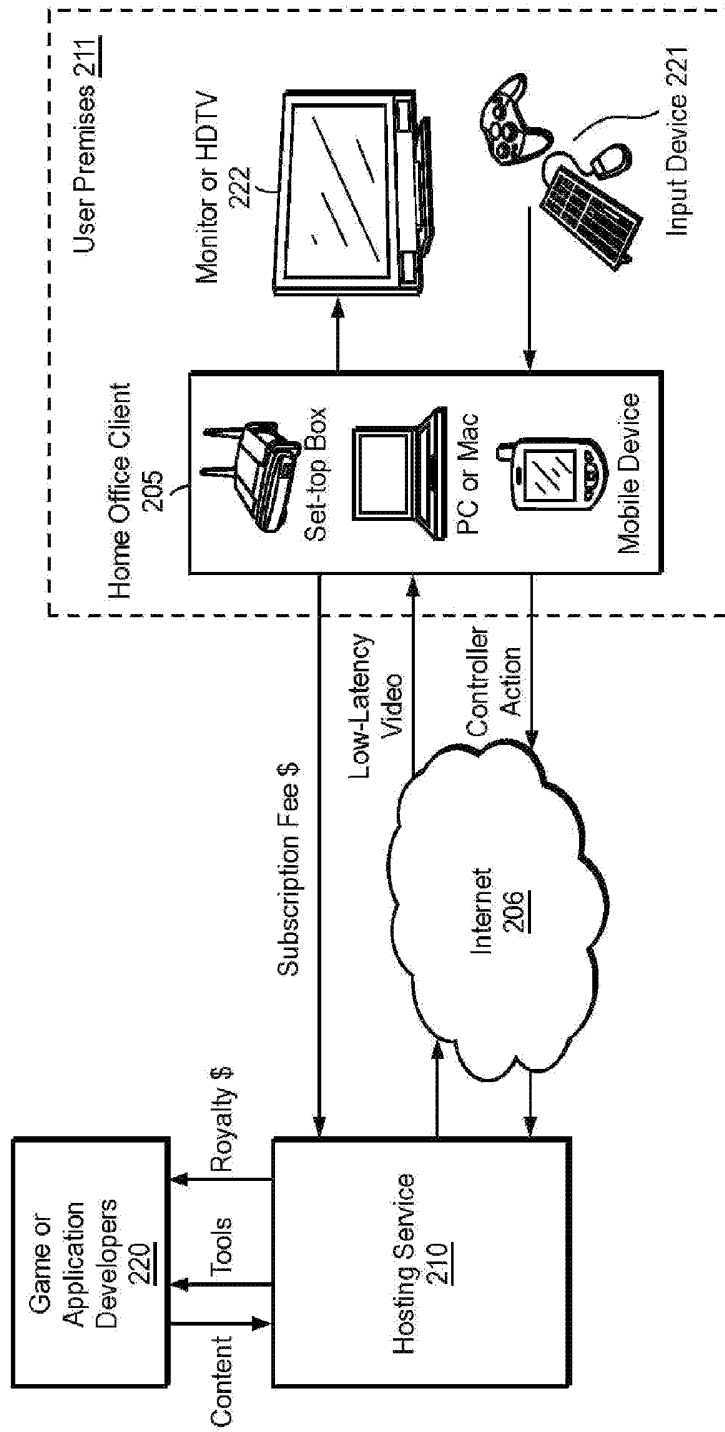 Game or
Application
Developers
220
Content
Tools
Royalty $
Hosting Service
210
Subscription Fee $
Internet
206
Low-Latency
Video
Controller
Action
User Premises 211
Home Office Client
205
Set-top Box
PC or Mac
Mobile Device
Monitor or HDTV
222
Input Device 221